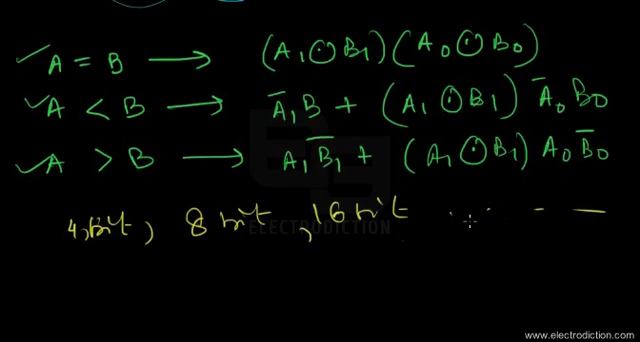 ✓ A = B ⟶ (A₁ ⊙ B₁) (A₀ ⊙ B₀)
✓ A < B ⟶ A̅₁B + (A₁ ⊙ B₁) A̅₀ B₀
✓ A > B ⟶ A₁B̅₁ + (A₁ ⊙ B₁) A₀ B̅₀
4 bit, 8 bit, 16 bit . . . - —
ELECTRODICTION
www.electrodiction.com